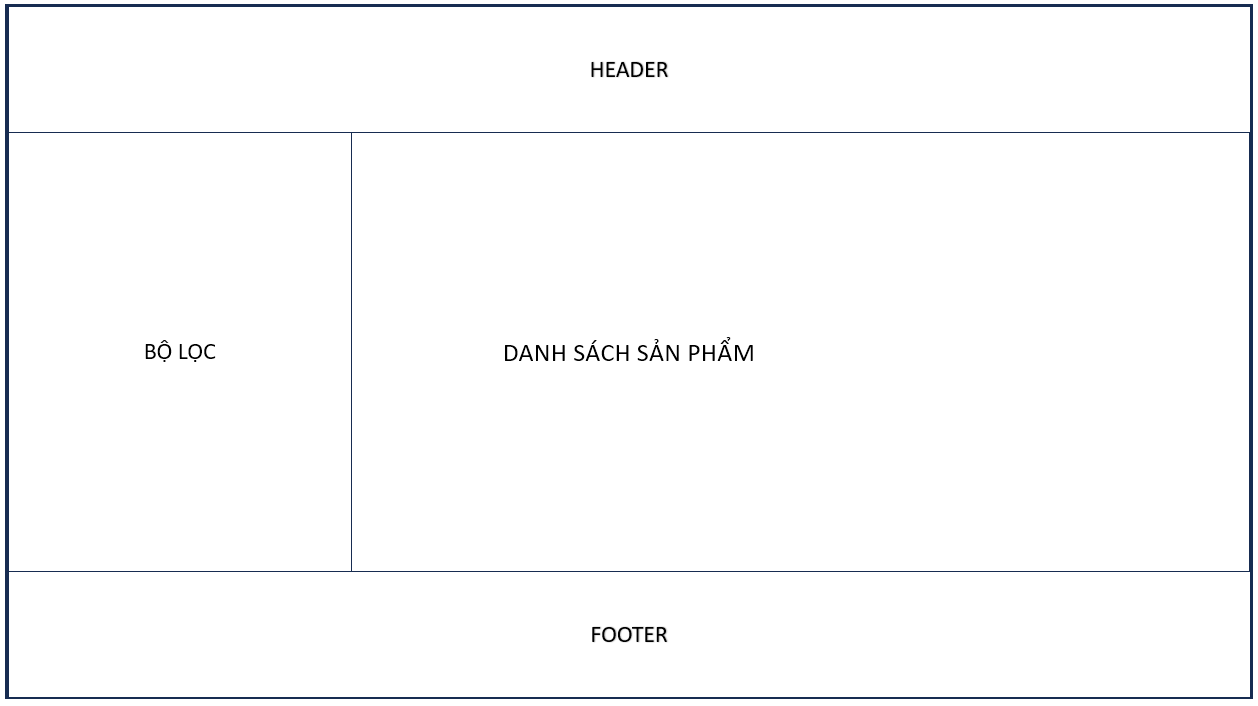 HEADER
BỘ LỌC
DANH SÁCH SẢN PHẨM
FOOTER